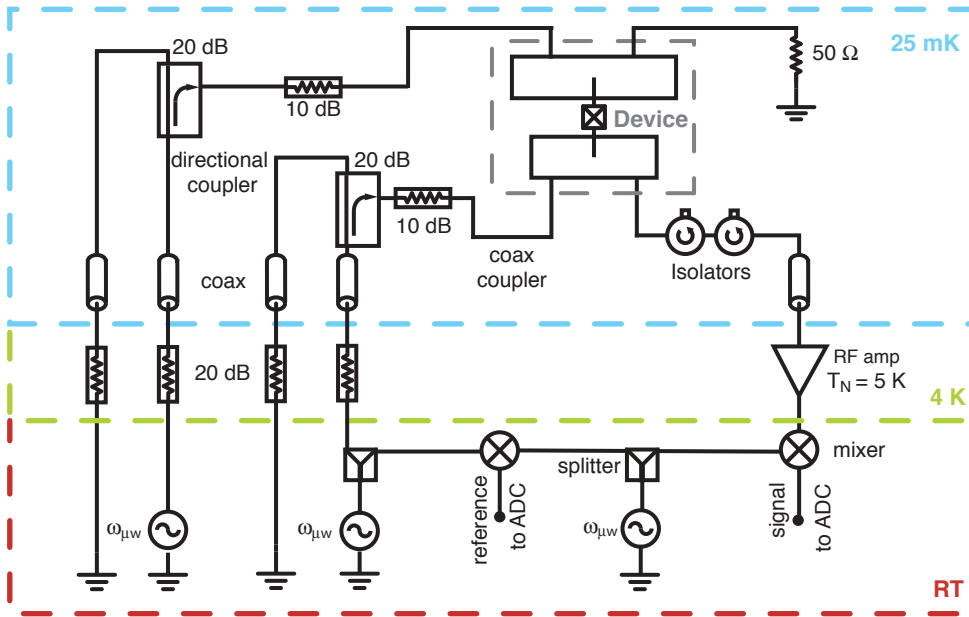 20 dB
25 mK
50 Ω
10 dB
Device
directional
coupler
20 dB
10 dB
coax
coupler
Isolators
coax
20 dB
RF amp
T_N = 5 K
4 K
splitter
mixer
reference
to ADC
signal
to ADC
ω_μw
ω_μw
ω_μw
RT